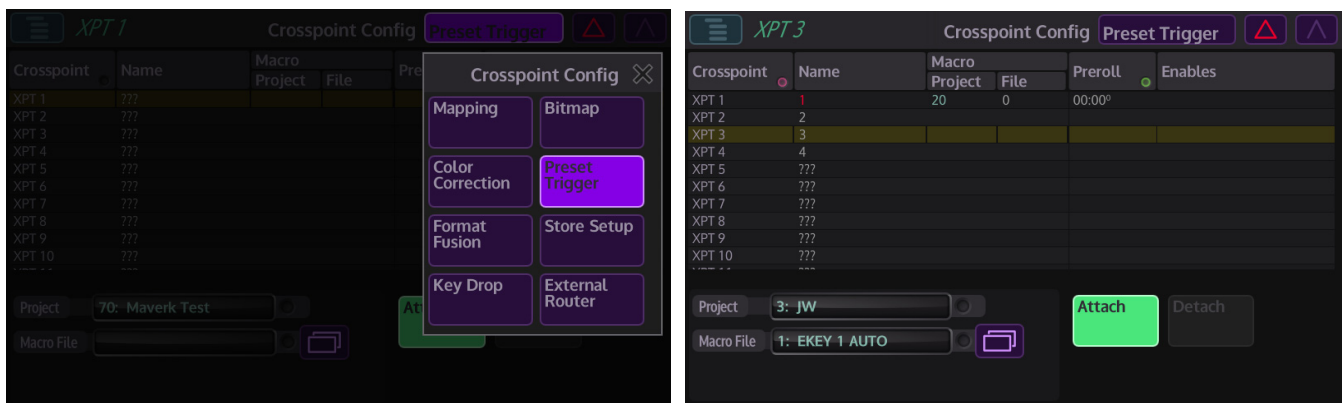 XPT 1
Crosspoint Config
Preset Trigger
Crosspoint
Name
Macro
Project
File
Pre
XPT 1
???
XPT 2
???
XPT 3
???
XPT 4
???
XPT 5
???
XPT 6
???
XPT 7
???
XPT 8
???
XPT 9
???
XPT 10
???
Project
70: Maverk Test
Macro File
Crosspoint Config
Mapping
Bitmap
Color
Correction
Preset
Trigger
Format
Fusion
Store Setup
Key Drop
External
Router
XPT 3
Crosspoint Config
Preset Trigger
Crosspoint
Name
Macro
Project
File
Preroll
Enables
XPT 1
1
20
0
00:00⁰
XPT 2
2
XPT 3
3
XPT 4
4
XPT 5
???
XPT 6
???
XPT 7
???
XPT 8
???
XPT 9
???
XPT 10
???
Project
3: JW
Macro File
1: EKEY 1 AUTO
Attach
Detach